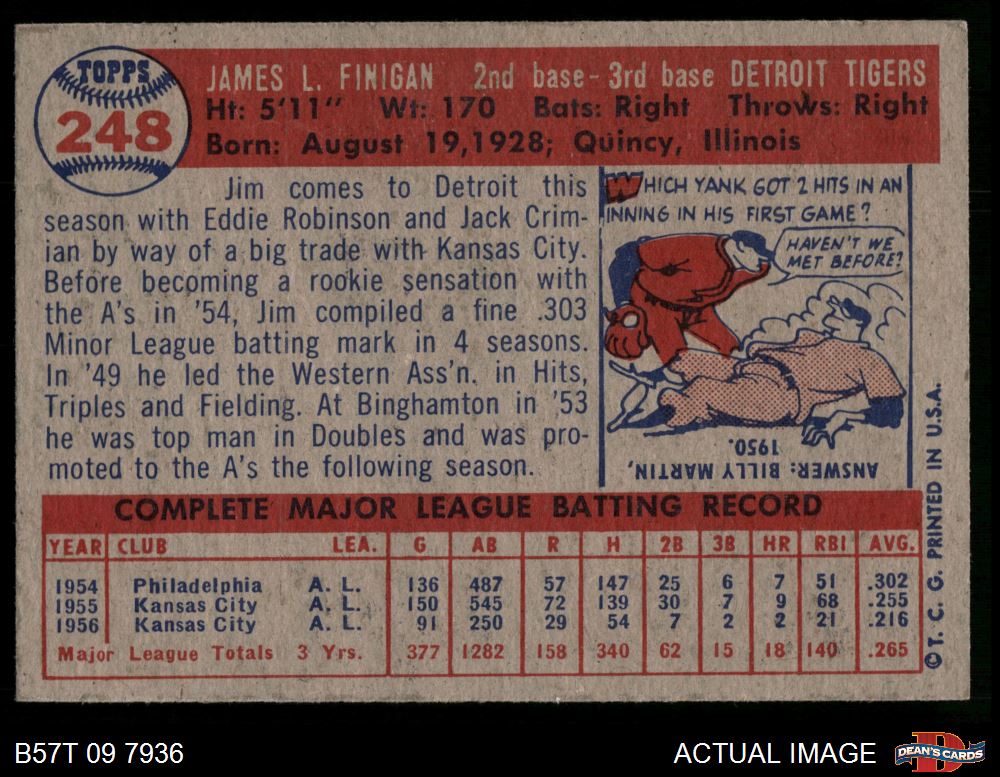 TOPPS
248
JAMES L. FINIGAN 2nd base - 3rd base DETROIT TIGERS
Ht: 5'11" Wt: 170 Bats: Right Throws: Right
Born: August 19, 1928; Quincy, Illinois
Jim comes to Detroit this
season with Eddie Robinson and Jack Crim-
ian by way of a big trade with Kansas City.
Before becoming a rookie sensation with
the A's in '54, Jim compiled a fine .303
Minor League batting mark in 4 seasons.
In '49 he led the Western Ass'n. in Hits,
Triples and Fielding. At Binghamton in '53
he was top man in Doubles and was pro-
moted to the A's the following season.
WHICH YANK GOT 2 HITS IN AN
INNING IN HIS FIRST GAME?
HAVEN'T WE
MET BEFORE?
ANSWER: BILLY MARTIN,
1950.
COMPLETE MAJOR LEAGUE BATTING RECORD
YEAR CLUB LEA. G AB R H 2B 3B HR RBI AVG.
1954 Philadelphia A. L. 136 487 57 147 25 6 7 51 .302
1955 Kansas City A. L. 150 545 72 139 30 7 9 68 .255
1956 Kansas City A. L. 91 250 29 54 7 2 2 21 .216
Major League Totals 3 Yrs. 377 1282 158 340 62 15 18 140 .265
©T. C. G. PRINTED IN U.S.A.
B57T 09 7936
ACTUAL IMAGE
D
DEAN'S CARDS